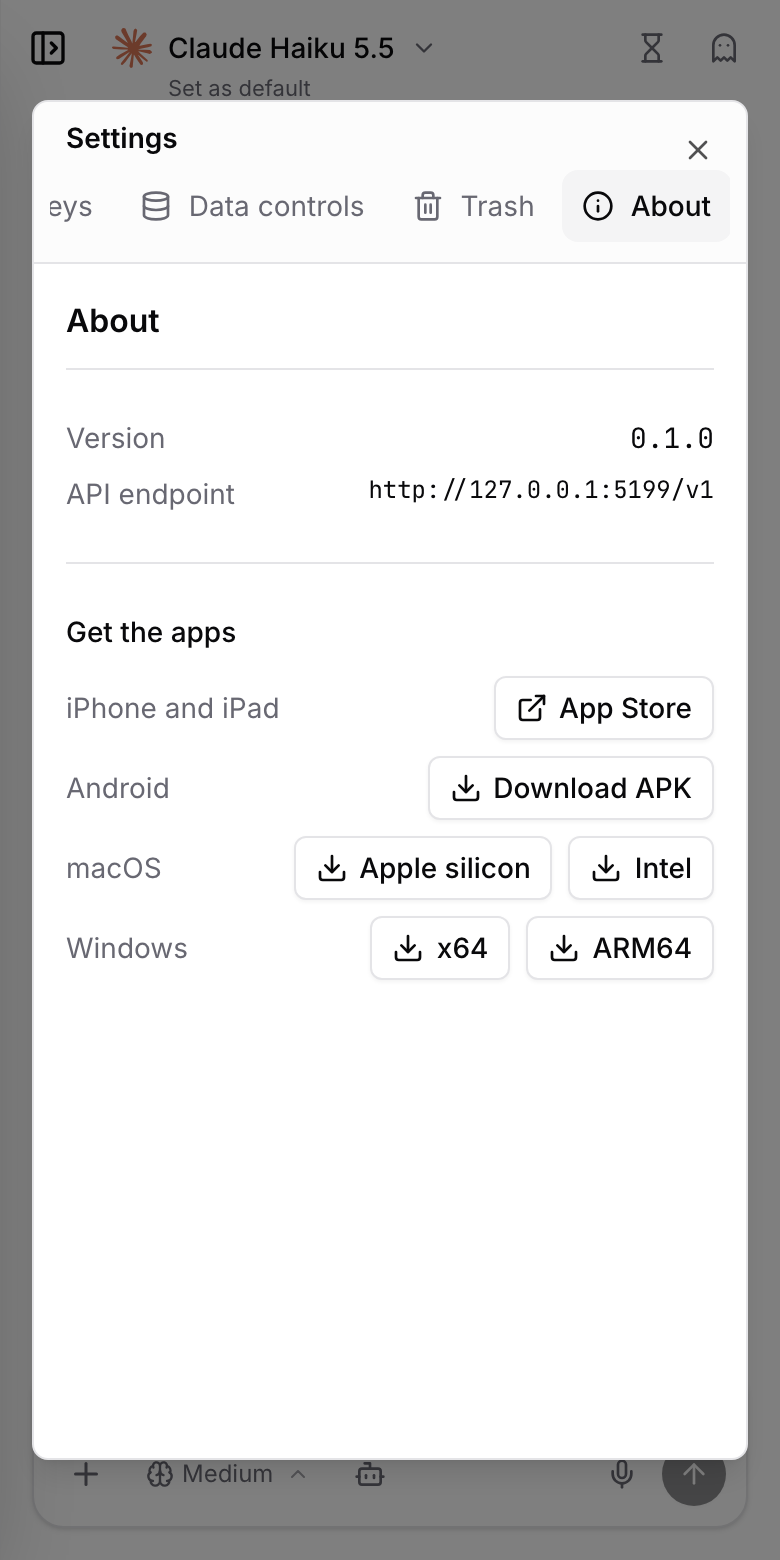 Claude Haiku 5.5
Set as default
Settings
eys Data controls Trash About
About
Version 0.1.0
API endpoint http://127.0.0.1:5199/v1
Get the apps
iPhone and iPad App Store
Android Download APK
macOS Apple silicon Intel
Windows x64 ARM64
Medium